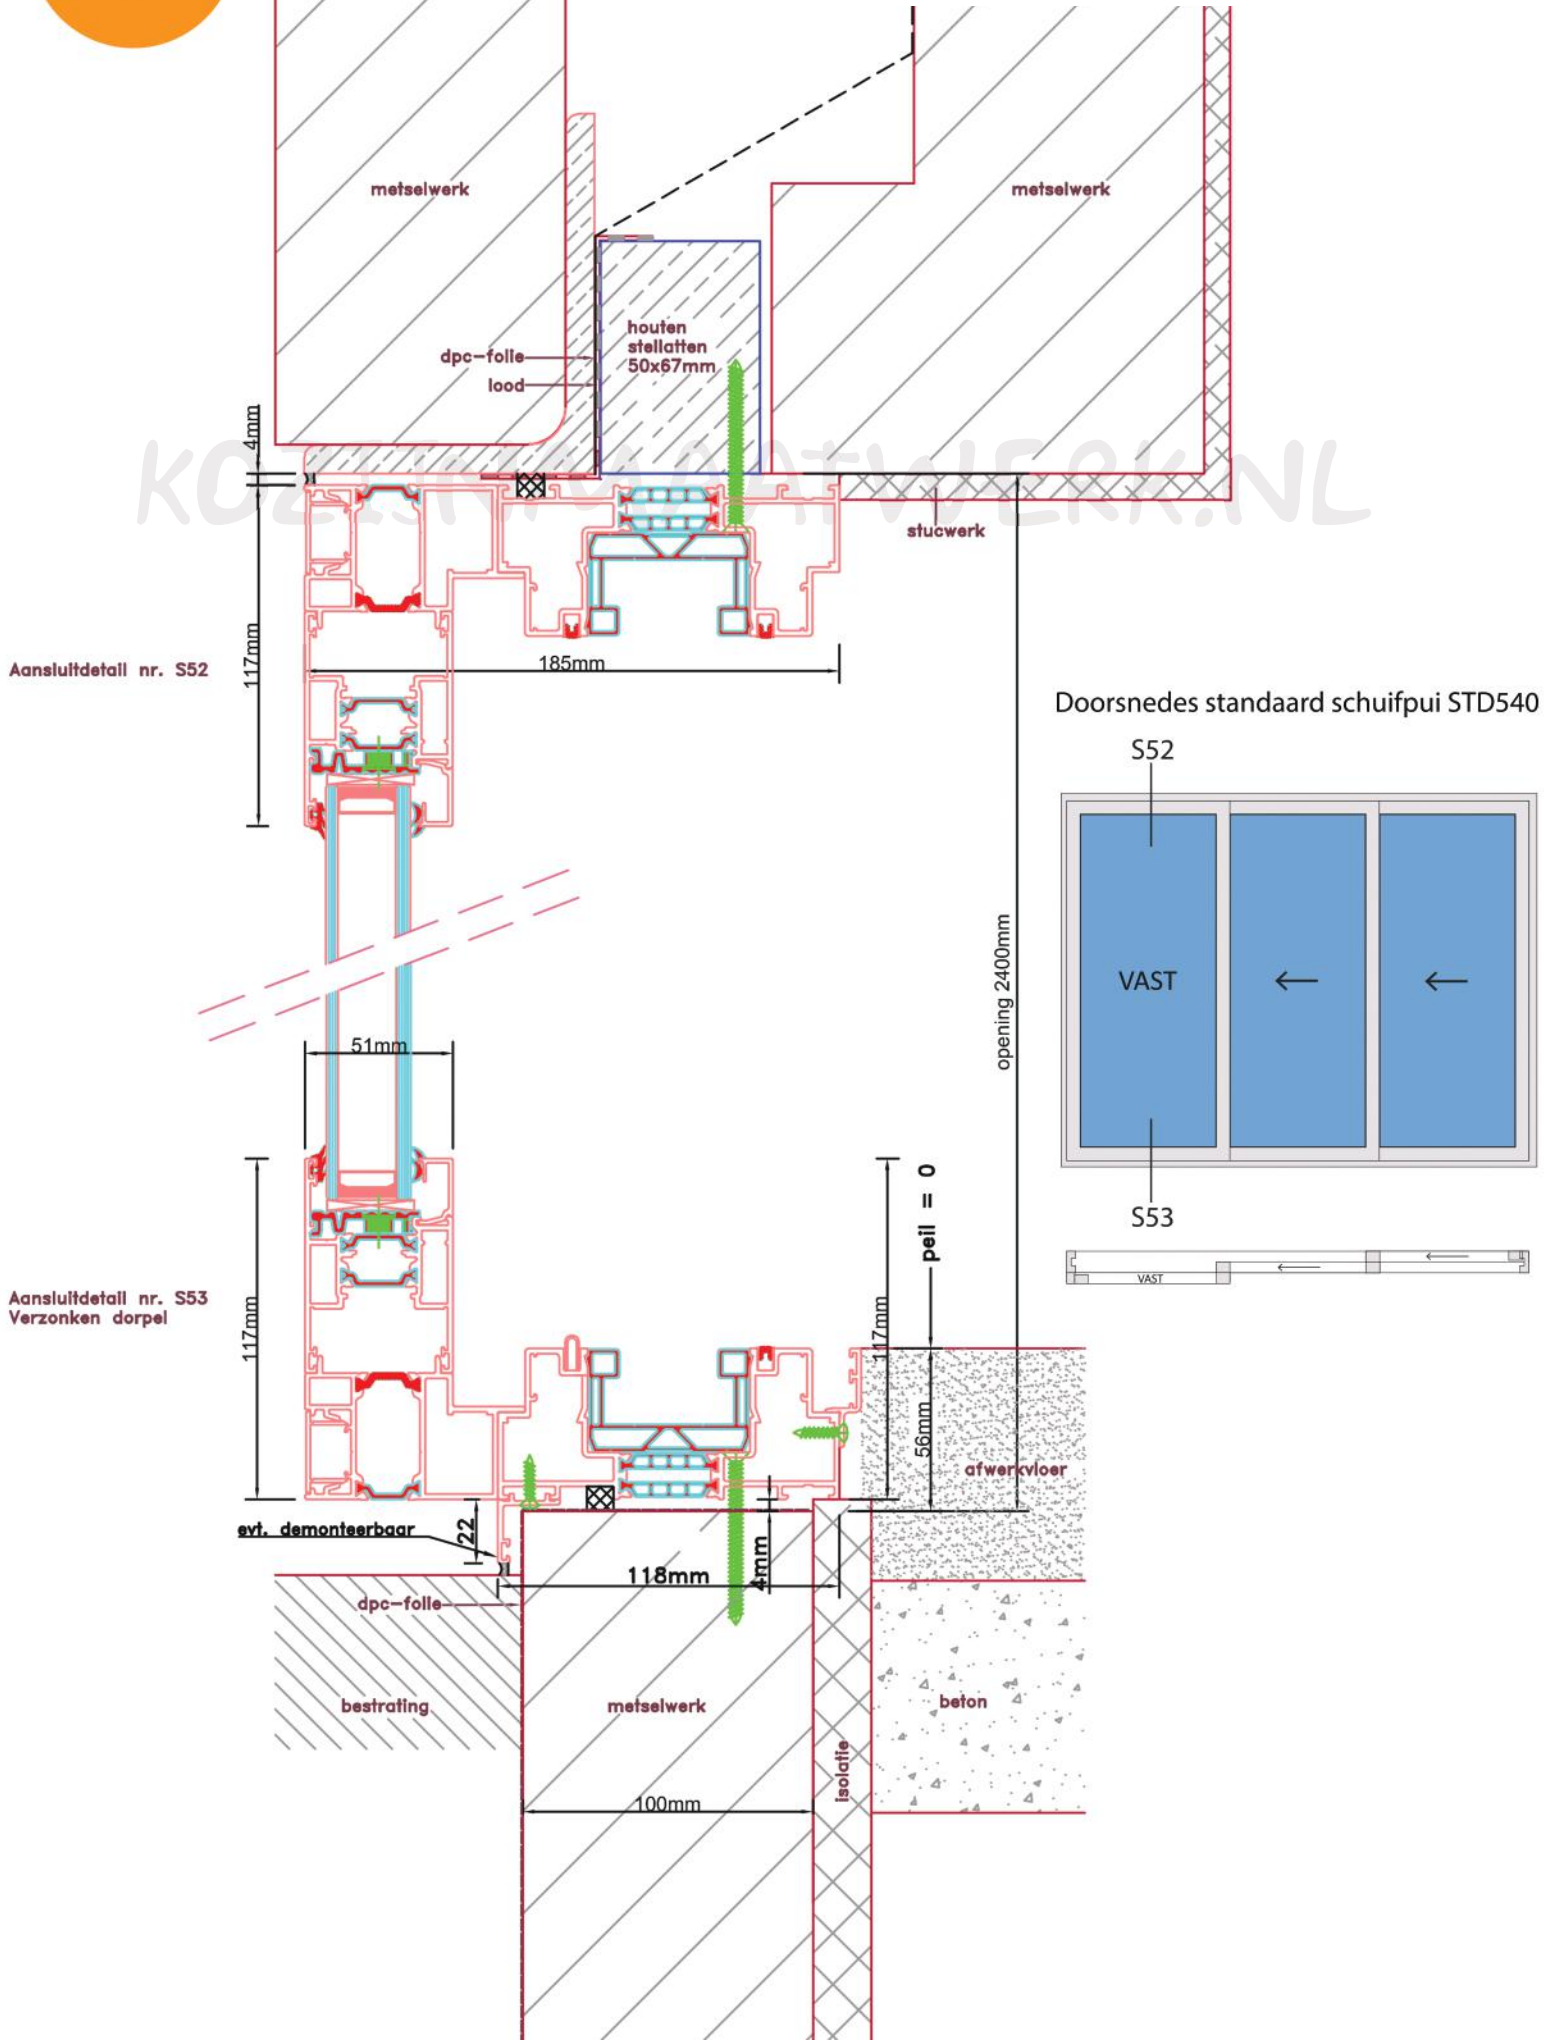 metselwerk
metselwerk
houten
stellatten
50x67mm
dpc-folie
lood
4mm
KOZIJNMAATWERK.NL
stucwerk
117mm
185mm
Aansluitdetail nr. S52
Doorsnedes standaard schuifpui STD540
S52
VAST
opening 2400mm
51mm
peil = 0
S53
VAST
Aansluitdetail nr. S53
Verzonken dorpel
117mm
117mm
56mm
afwerkvloer
evt. demonteerbaar
22
4mm
118mm
dpc-folie
bestrating
metselwerk
beton
isolatie
100mm